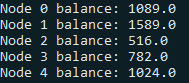 Node 0 balance: 1089.0
Node 1 balance: 1589.0
Node 2 balance: 516.0
Node 3 balance: 782.0
Node 4 balance: 1024.0